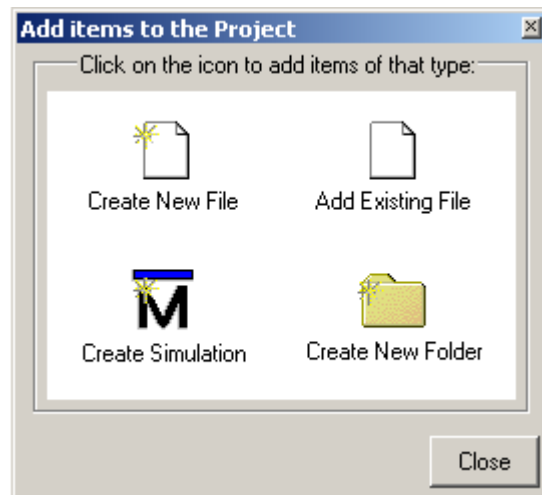 Add items to the Project
Click on the icon to add items of that type:
Create New File
Add Existing File
Create Simulation
Create New Folder
Close